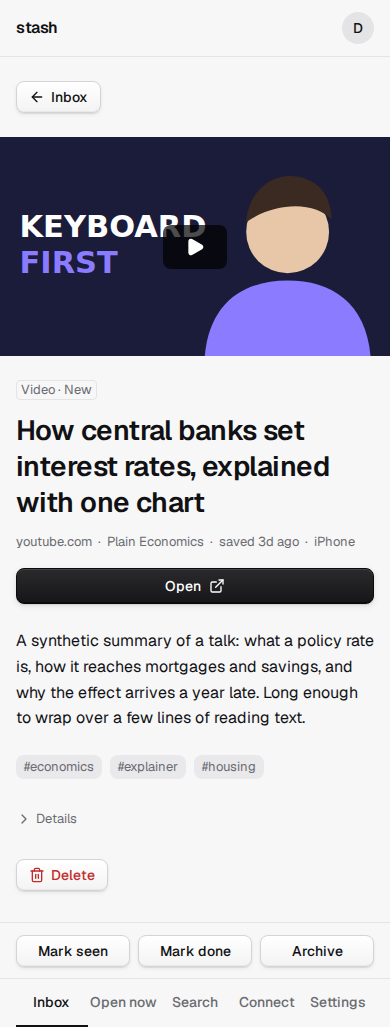 stash
D
Inbox
KEYBOARD
FIRST
Video · New
How central banks set
interest rates, explained
with one chart
youtube.com · Plain Economics · saved 3d ago · iPhone
Open
A synthetic summary of a talk: what a policy rate
is, how it reaches mortgages and savings, and
why the effect arrives a year late. Long enough
to wrap over a few lines of reading text.
#economics #explainer #housing
Details
Delete
Mark seen Mark done Archive
Inbox Open now Search Connect Settings